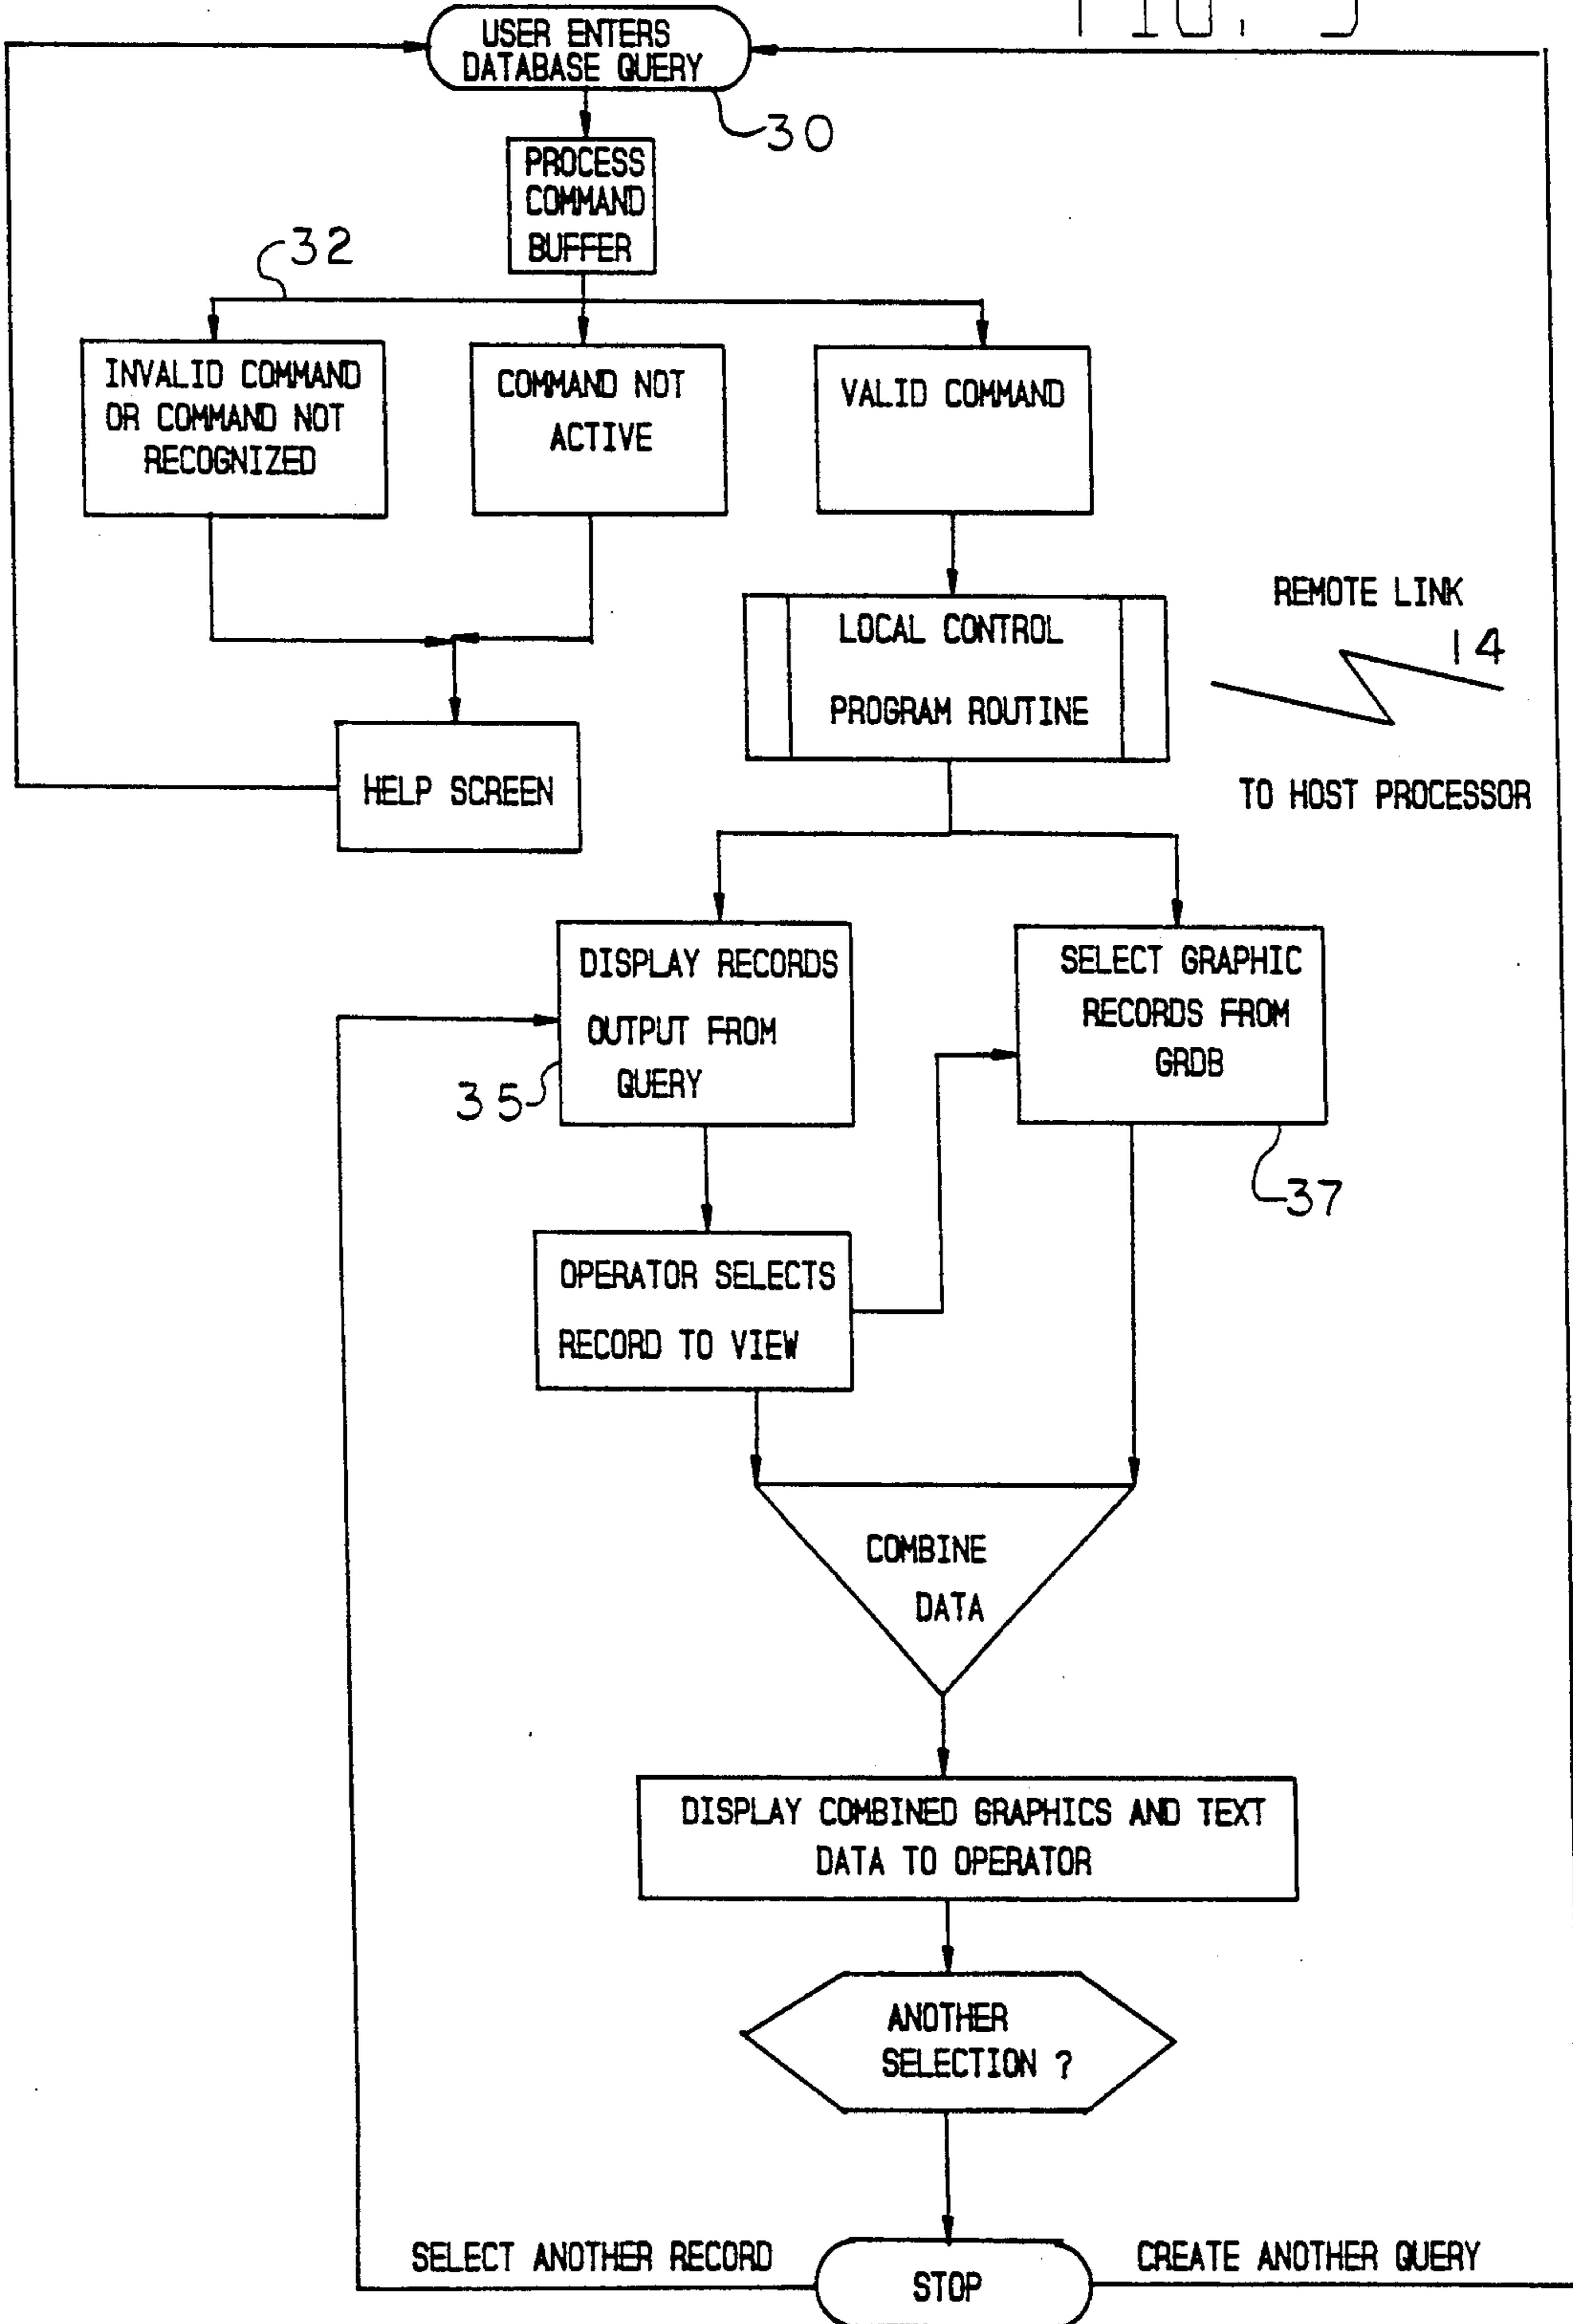 USER ENTERS
DATABASE QUERY
30
PROCESS
COMMAND
BUFFER
32
INVALID COMMAND
OR COMMAND NOT
RECOGNIZED
COMMAND NOT
ACTIVE
VALID COMMAND
LOCAL CONTROL
PROGRAM ROUTINE
REMOTE LINK
14
TO HOST PROCESSOR
HELP SCREEN
DISPLAY RECORDS
OUTPUT FROM
QUERY
35
SELECT GRAPHIC
RECORDS FROM
GRDB
37
OPERATOR SELECTS
RECORD TO VIEW
COMBINE
DATA
DISPLAY COMBINED GRAPHICS AND TEXT
DATA TO OPERATOR
ANOTHER
SELECTION ?
SELECT ANOTHER RECORD
STOP
CREATE ANOTHER QUERY